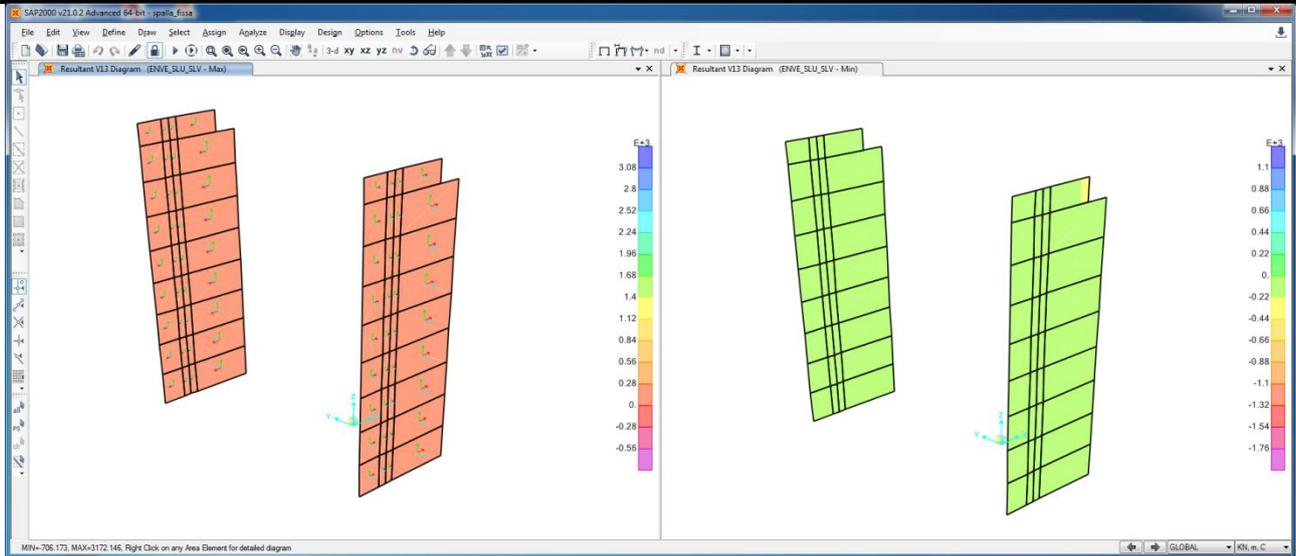 SAP2000 v21.0.2 Advanced 64-bit - spalla_fissa
File Edit View Define Draw Select Assign Analyze Display Design Options Tools Help
3-d xy xz yz nv
nd
Resultant V13 Diagram (ENVE_SLU_SLV - Max)
E+3
3.08
2.8
2.52
2.24
1.96
1.68
1.4
1.12
0.84
0.56
0.28
0.
-0.28
-0.56
Z
Y
Resultant V13 Diagram (ENVE_SLU_SLV - Min)
E+3
1.1
0.88
0.66
0.44
0.22
0.
-0.22
-0.44
-0.66
-0.88
-1.1
-1.32
-1.54
-1.76
Z
Y
MIN=-706.173, MAX=3172.146, Right Click on any Area Element for detailed diagram
GLOBAL
KN, m, C